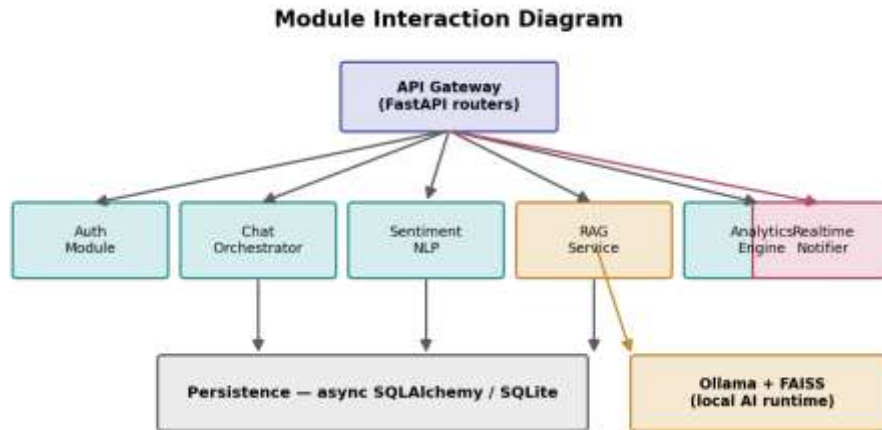 Module Interaction Diagram
API Gateway
(FastAPI routers)
Auth
Module
Chat
Orchestrator
Sentiment
NLP
RAG
Service
Analytics
Engine
Realtime
Notifier
Persistence — async SQLAlchemy / SQLite
Ollama + FAISS
(local AI runtime)